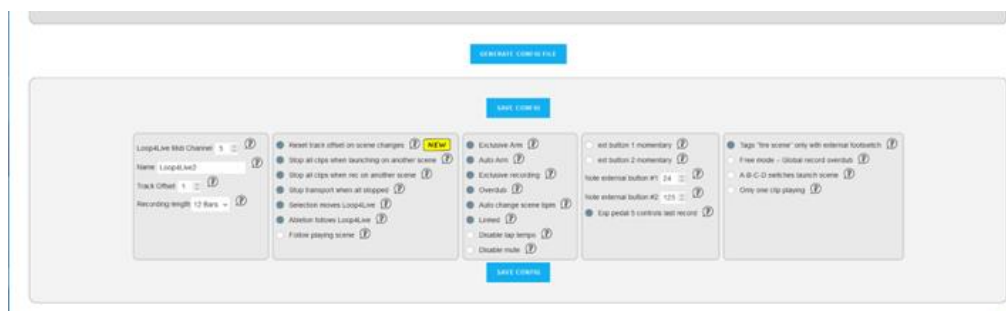 GENERATE CONFIG FILE
SAVE CONFIG
Loop4Live Midi Channel 5
Name Loop4Live2
Track Offset 1
Recording length 12 Bars
Reset track offset on scene changes NEW
Stop all clips when launching on another scene
Stop all clips when rec on another scene
Stop transport when all stopped
Selection moves Loop4Live
Ableton follows Loop4Live
Follow playing scene
Exclusive Arm
Auto Arm
Exclusive recording
Overdub
Auto change scene bpm
Limited
Disable tap tempo
Disable mute
ext button 1 momentary
ext button 2 momentary
Note external button #1 24
Note external button #2 125
Exp pedal 5 controls last record
Tags "fire scene" only with external footswitch
Free mode - Global record overdub
A-B-C-D switches launch scene
Only one clip playing
SAVE CONFIG